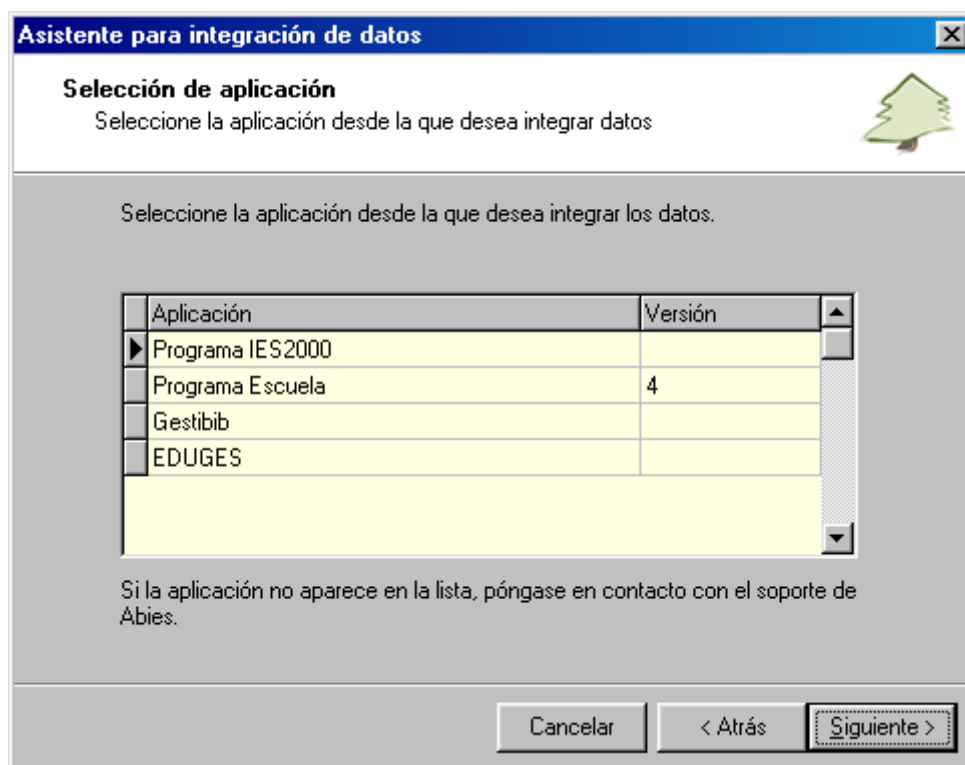 Asistente para integración de datos
Selección de aplicación
Seleccione la aplicación desde la que desea integrar datos
Seleccione la aplicación desde la que desea integrar los datos.
Aplicación Versión
Programa IES2000
Programa Escuela 4
Gestibib
EDUGES
Si la aplicación no aparece en la lista, póngase en contacto con el soporte de
Abies.
Cancelar < Atrás Siguiente >